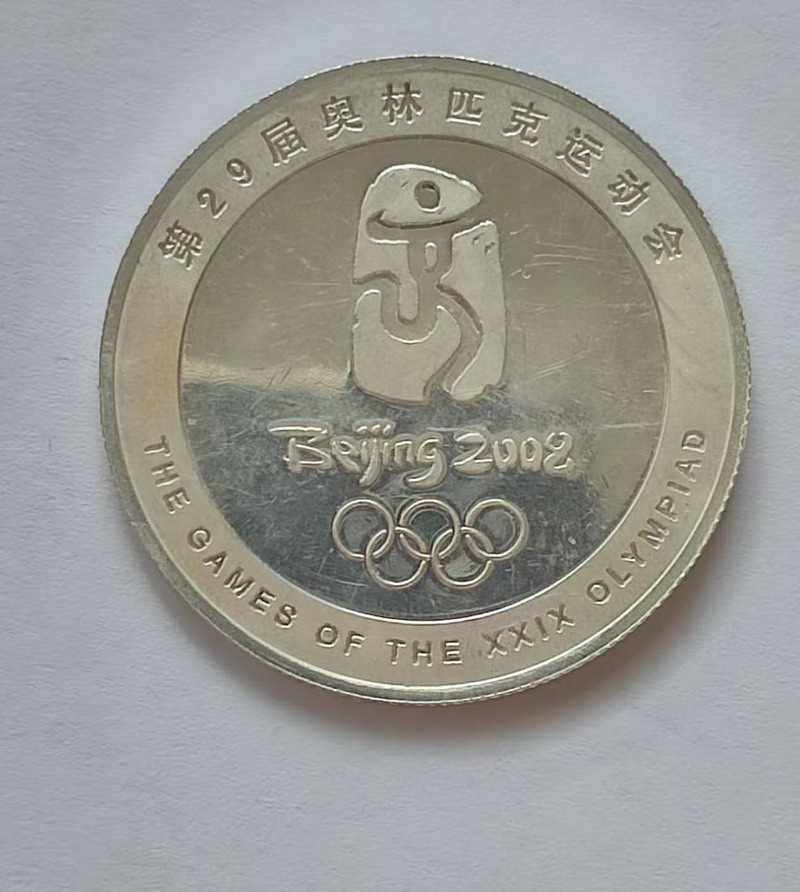 第29届奥林匹克运动会
Beijing 2008
THE GAMES OF THE XXIX OLYMPIAD